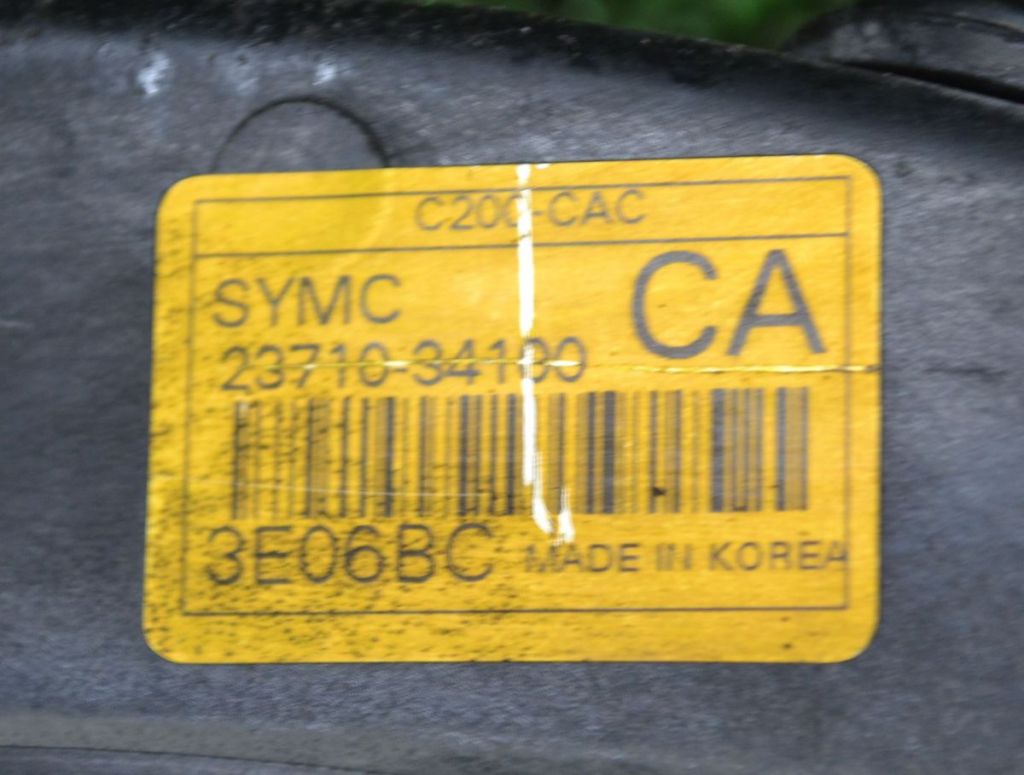 C200-CAC
SYMC
CA
23710-34100
3E06BC
MADE IN KOREA